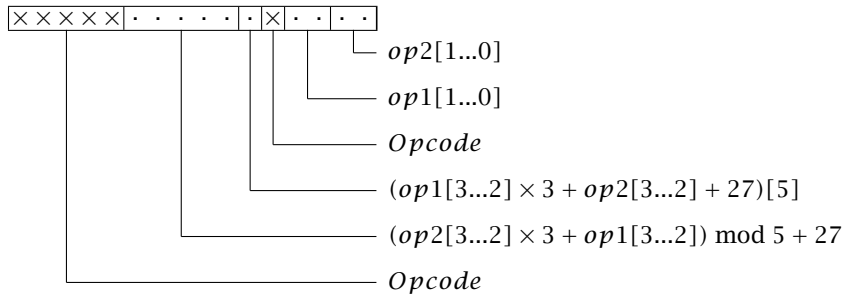 × × × × × · · · · · · × · · · ·
op2[1...0]
op1[1...0]
Opcode
(op1[3...2] × 3 + op2[3...2] + 27)[5]
(op2[3...2] × 3 + op1[3...2]) mod 5 + 27
Opcode